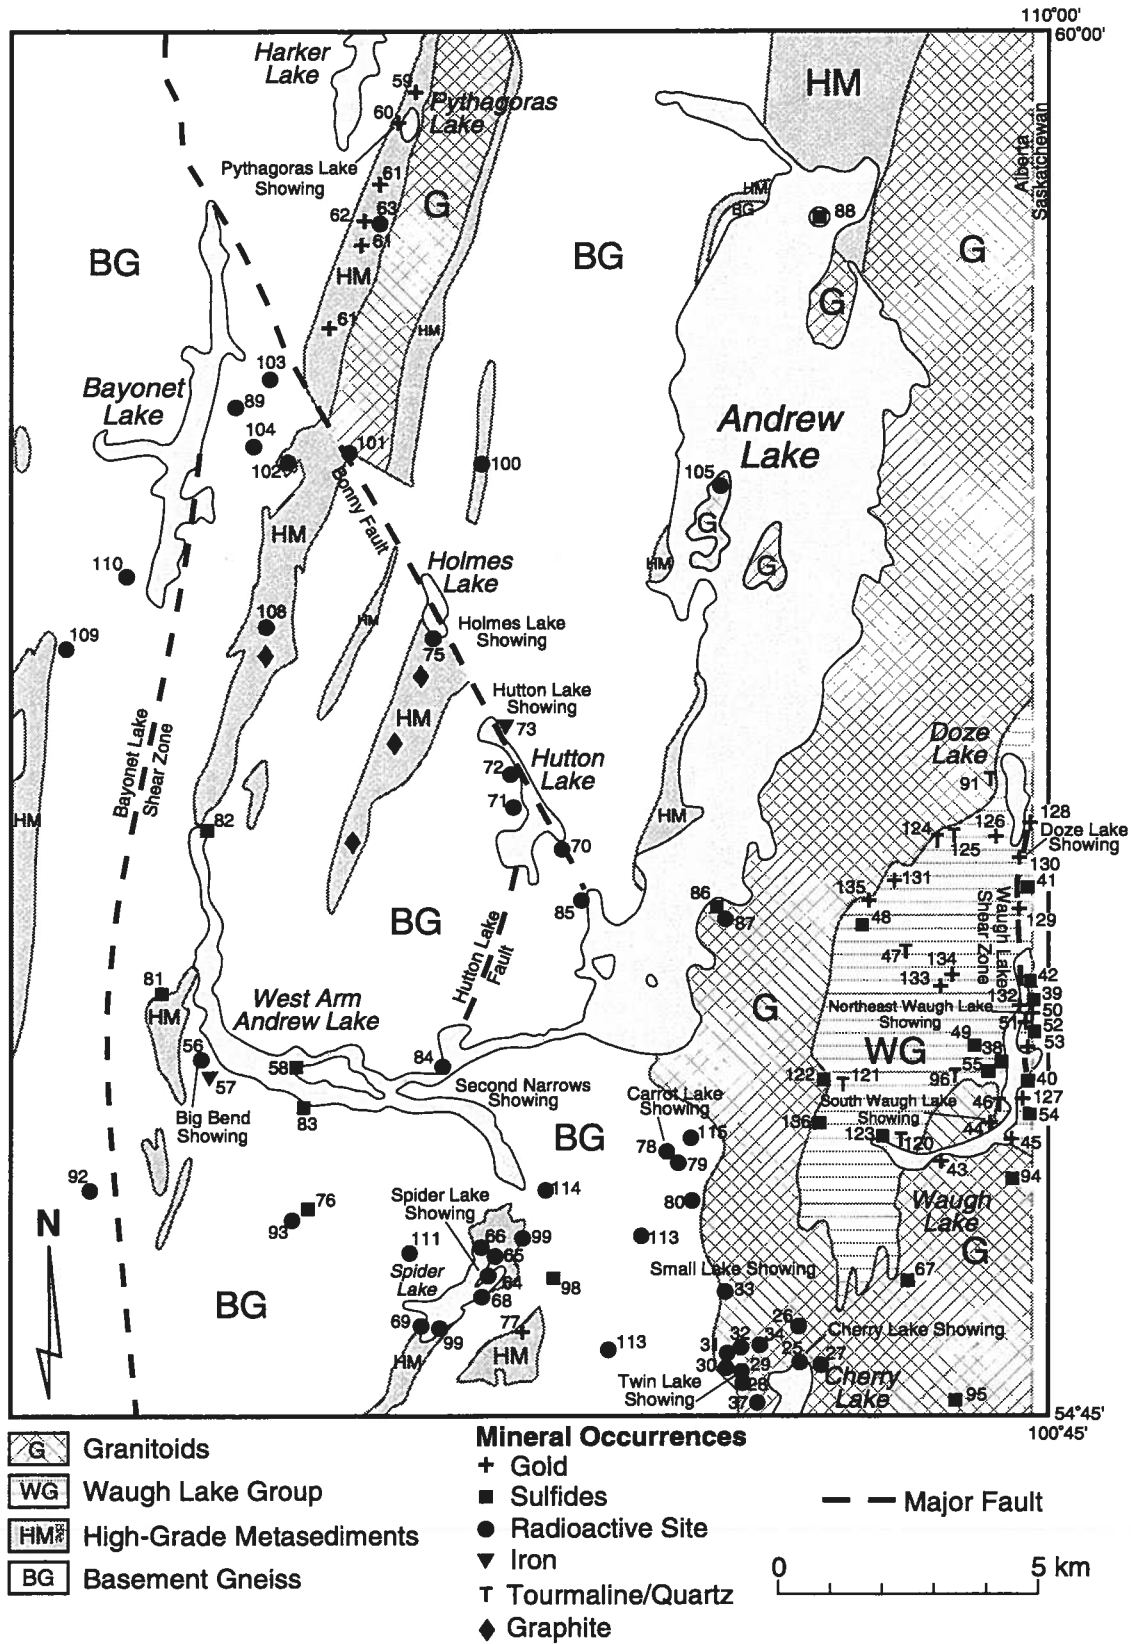 110°00'
60°00'
Harker
Lake
HM
59
Pythagoras
Lake
60
Pythagoras Lake
Showing
61
62
63
61
G
HM
61
HM
Alberta
Saskatchewan
HM
BG
88
G
G
BG
BG
103
Bayonet
Lake
89
104
102
101
100
Andrew
Lake
105
G
G
HM
Bonny Fault
HM
110
Holmes
Lake
108
HM
Holmes Lake
Showing
109
75
Hutton Lake
Showing
HM
73
Hutton
Lake
72
71
70
Bayonet Lake
Shear Zone
HM
82
HM
Doze
Lake
91
128
124
125
126
Doze Lake
Showing
130
131
135
41
Waugh Lake
Shear Zone
129
48
86
87
85
BG
Hutton Lake
Fault
47
134
133
42
132
39
Northeast Waugh Lake
Showing
50
51
52
53
81
HM
West Arm
Andrew Lake
G
WG
49
38
55
56
57
58
84
Second Narrows
Showing
Carrot Lake
Showing
122
121
96
40
South Waugh Lake
Showing
46
127
54
44
Big Bend
Showing
83
BG
115
136
123
120
45
78
79
43
94
92
76
93
114
80
Waugh
Lake
G
N
Spider Lake
Showing
66
65
99
64
68
111
Spider
Lake
98
113
Small Lake Showing
33
67
BG
69
99
77
HM
HM
113
26
Cherry Lake Showing
31
32
34
30
29
25
27
Twin Lake
Showing
28
37
Cherry
Lake
95
54°45'
100°45'
G Granitoids
WG Waugh Lake Group
HM High-Grade Metasediments
BG Basement Gneiss
Mineral Occurrences
Gold
Sulfides
Radioactive Site
Iron
Tourmaline/Quartz
Graphite
Major Fault
0 5 km